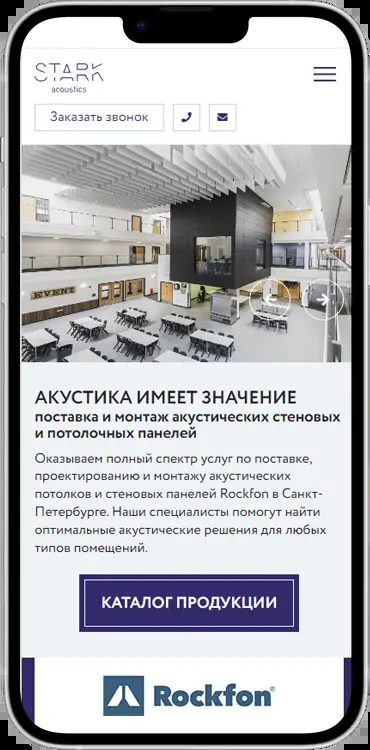 STARK
acoustics
Заказать звонок
EVENT
АКУСТИКА ИМЕЕТ ЗНАЧЕНИЕ
поставка и монтаж акустических стеновых
и потолочных панелей
Оказываем полный спектр услуг по поставке,
проектированию и монтажу акустических
потолков и стеновых панелей Rockfon в Санкт-
Петербурге. Наши специалисты помогут найти
оптимальные акустические решения для любых
типов помещений.
КАТАЛОГ ПРОДУКЦИИ
Rockfon®